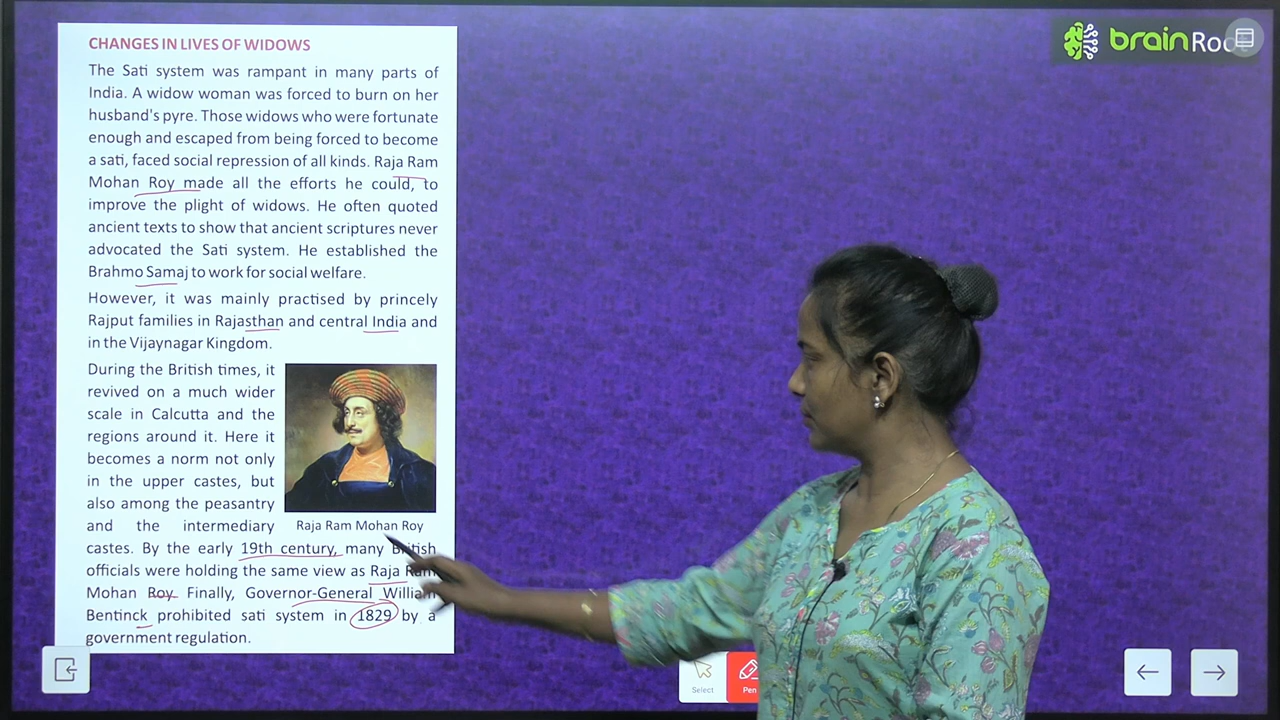 CHANGES IN LIVES OF WIDOWS
The Sati system was rampant in many parts of
India. A widow woman was forced to burn on her
husband's pyre. Those widows who were fortunate
enough and escaped from being forced to become
a sati, faced social repression of all kinds. Raja Ram
Mohan Roy made all the efforts he could, to
improve the plight of widows. He often quoted
ancient texts to show that ancient scriptures never
advocated the Sati system. He established the
Brahmo Samaj to work for social welfare.
However, it was mainly practised by princely
Rajput families in Rajasthan and central India and
in the Vijaynagar Kingdom.
During the British times, it
revived on a much wider
scale in Calcutta and the
regions around it. Here it
becomes a norm not only
in the upper castes, but
also among the peasantry
and the intermediary
Raja Ram Mohan Roy
castes. By the early 19th century, many British
officials were holding the same view as Raja Ram
Mohan Roy Finally, Governor-General William
Bentinck prohibited sati system in 1829 by a
government regulation.
brainRoot
Select
Pen